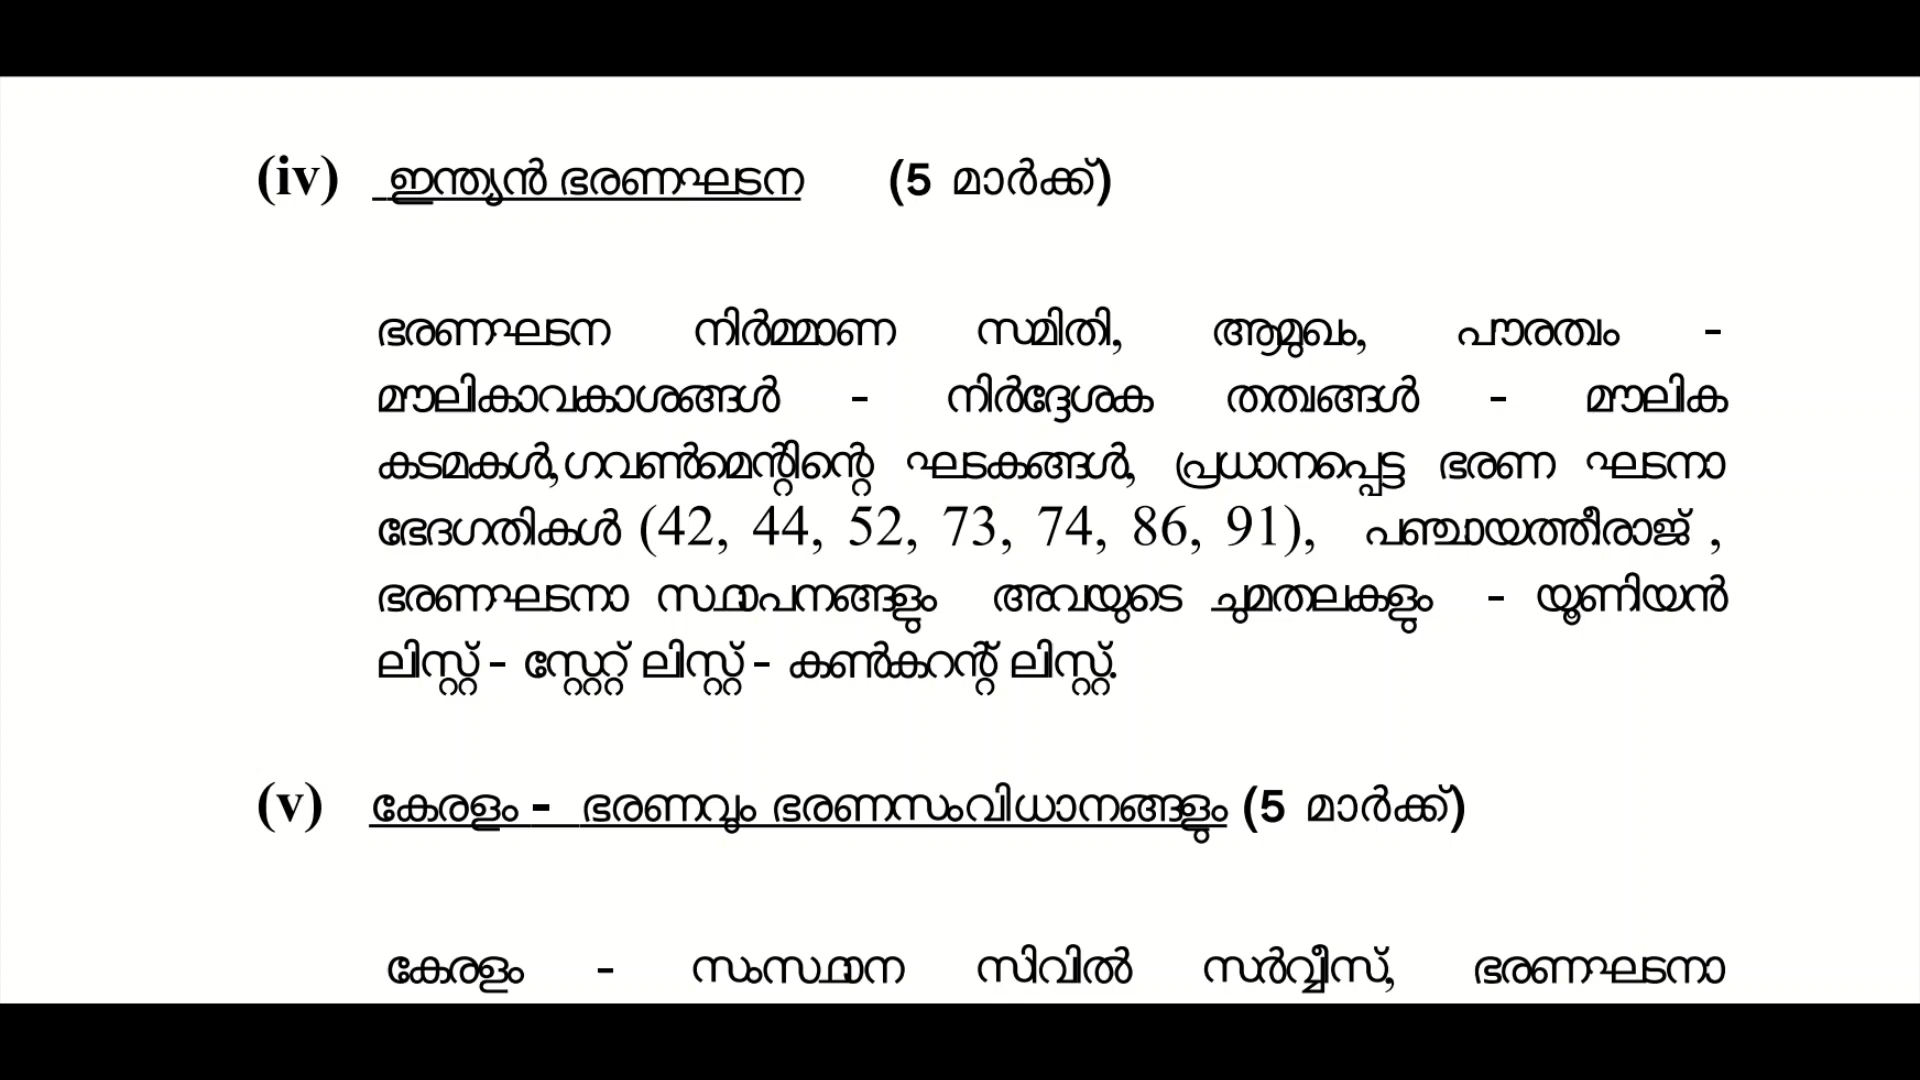 (iv) ഇന്ത്യൻ ഭരണഘടന (5 മാർക്ക്)
ഭരണഘടന നിർമ്മാണ സമിതി, ആമുഖം, പൗരത്വം -
മൗലികാവകാശങ്ങൾ - നിർദ്ദേശക തത്വങ്ങൾ - മൗലിക
കടമകൾ,ഗവൺമെന്റിന്റെ ഘടകങ്ങൾ, പ്രധാനപ്പെട്ട ഭരണ ഘടനാ
ഭേദഗതികൾ (42, 44, 52, 73, 74, 86, 91), പഞ്ചായത്തീരാജ് ,
ഭരണഘടനാ സ്ഥാപനങ്ങളും അവയുടെ ചുമതലകളും - യൂണിയൻ
ലിസ്റ്റ് - സ്റ്റേറ്റ് ലിസ്റ്റ് - കൺകറന്റ് ലിസ്റ്റ്.
(v) കേരളം - ഭരണവും ഭരണസംവിധാനങ്ങളും (5 മാർക്ക്)
കേരളം - സംസ്ഥാന സിവിൽ സർവ്വീസ്, ഭരണഘടനാ